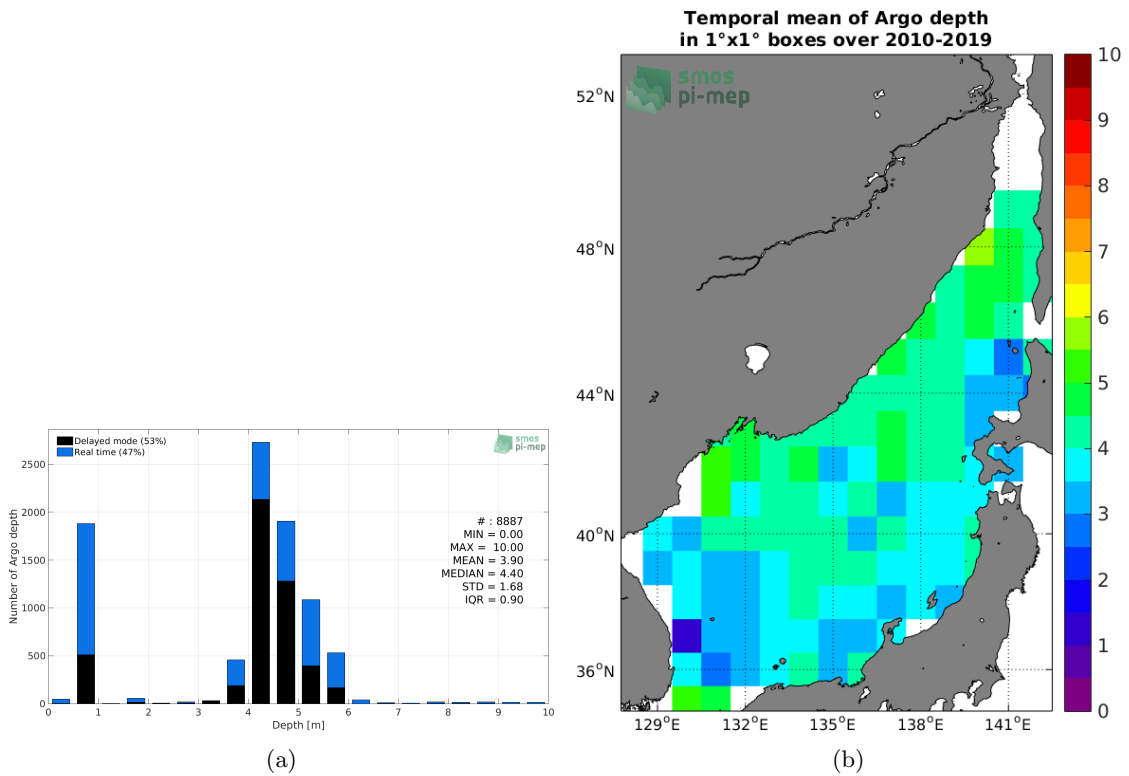 Temporal mean of Argo depth
in 1°x1° boxes over 2010-2019
smos
pi-mep
52°N
48°N
44°N
40°N
36°N
129°E
132°E
135°E
138°E
141°E
10
9
8
7
6
5
4
3
2
1
0
Delayed mode (53%)
Real time (47%)
smos
pi-mep
# : 8887
MIN = 0.00
MAX = 10.00
MEAN = 3.90
MEDIAN = 4.40
STD = 1.68
IQR = 0.90
Number of Argo depth
2500
2000
1500
1000
500
0
0 1 2 3 4 5 6 7 8 9 10
Depth [m]
(a)
(b)